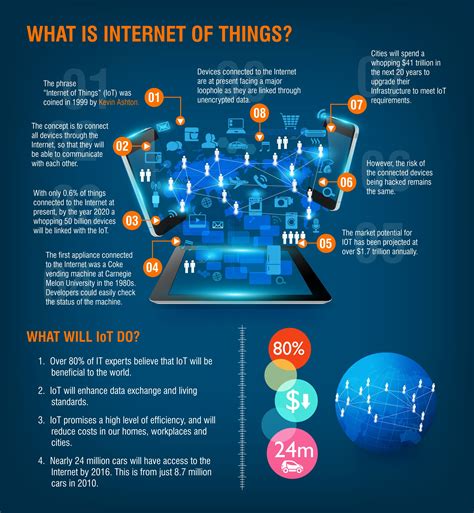 WHAT IS INTERNET OF THINGS?
01
The phrase
"Internet of Things" (IoT) was
coined in 1999 by Kevin Ashton.
02
The concept is to connect
all devices through the
Internet, so that they will
be able to communicate
with each other.
03
With only 0.6% of things
connected to the Internet at
present, by the year 2020 a
whopping 50 billion devices
will be linked with the IoT.
04
The first appliance connected
to the Internet was a Coke
vending machine at Carnegie
Melon University in the 1980s.
Developers could easily check
the status of the machine.
05
The market potential for
IOT has been projected at
over $1.7 trillion annually.
06
However, the risk of
the connected devices
being hacked remains
the same.
07
Cities will spend a
whopping $41 trillion in
the next 20 years to
upgrade their
Infrastructure to meet IoT
requirements.
08
Devices connected to the Internet
are at present facing a major
loophole as they are linked through
unencrypted data.
WHAT WILL IoT DO?
1. Over 80% of IT experts believe that IoT will be
beneficial to the world.
2. IoT will enhance data exchange and living
standards.
3. IoT promises a high level of efficiency, and will
reduce costs in our homes, workplaces and
cities.
4. Nearly 24 million cars will have access to the
Internet by 2016. This is from just 8.7 million
cars in 2010.
80%
$
24m